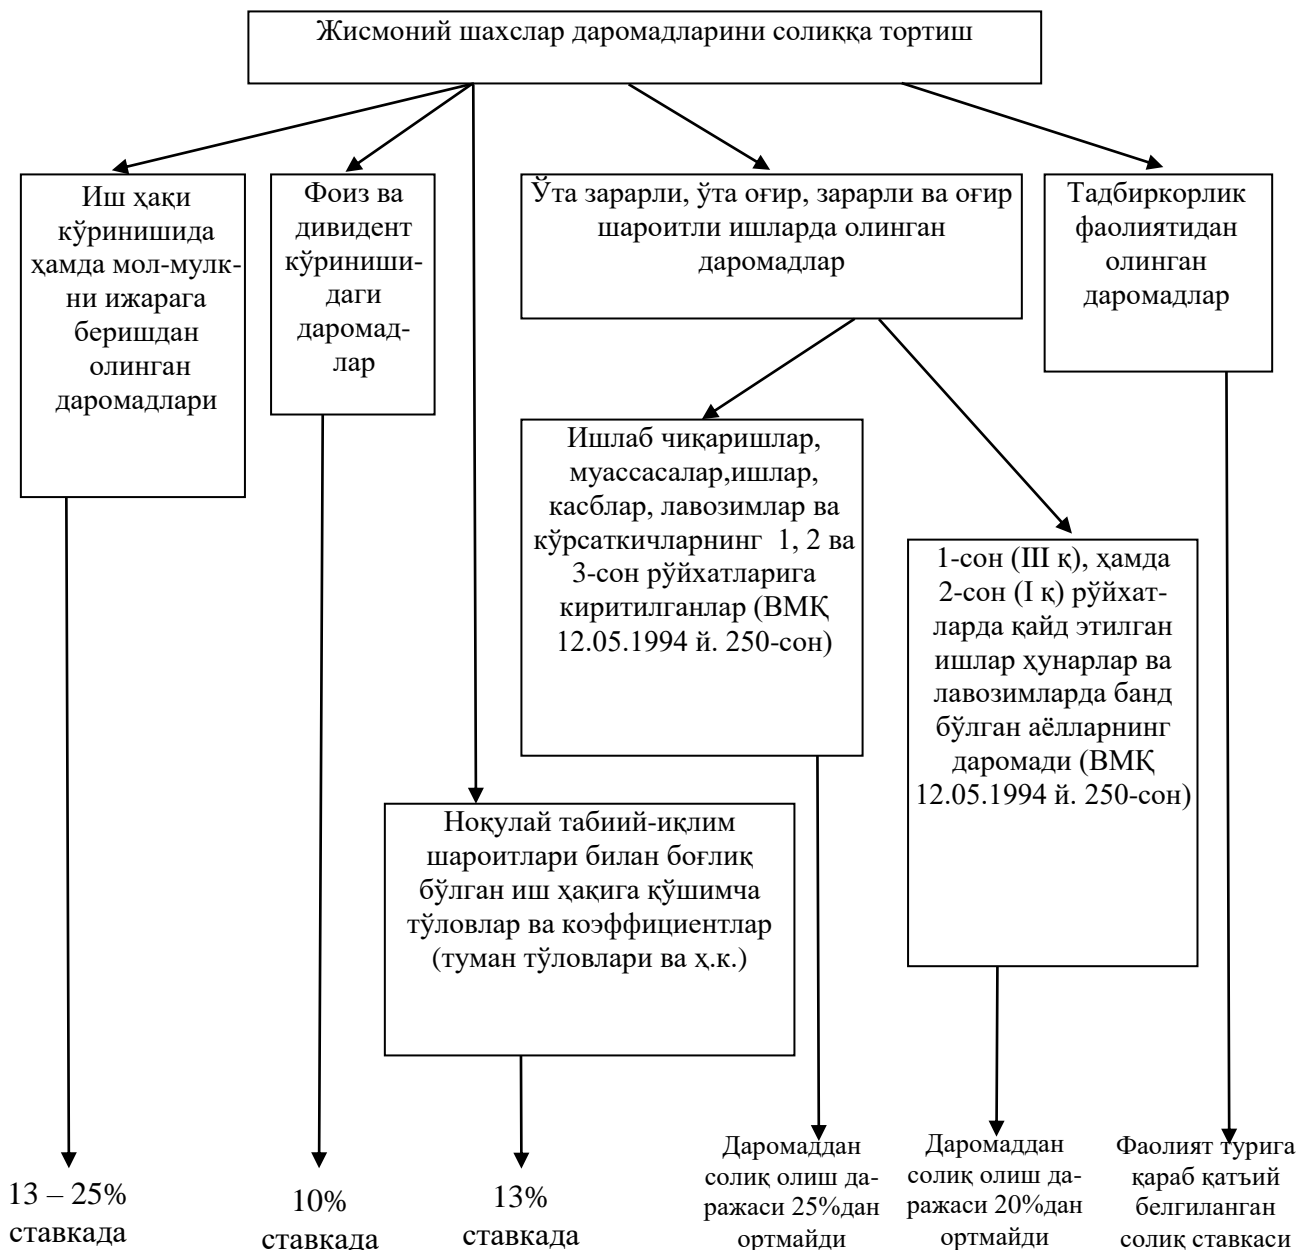 Жисмоний шахслар даромадларини солиққа тортиш
Иш ҳақи
кўринишида
ҳамда мол-мулк-
ни ижарага
беришдан
олинган
даромадлари
Фоиз ва
дивидент
кўриниши-
даги
даромад-
лар
Ўта зарарли, ўта оғир, зарарли ва оғир
шароитли ишларда олинган
даромадлар
Тадбиркорлик
фаолиятидан
олинган
даромадлар
Ишлаб чиқаришлар,
муассасалар,ишлар,
касблар, лавозимлар ва
кўрсаткичларнинг 1, 2 ва
3-сон рўйхатларига
киритилганлар (ВМҚ
12.05.1994 й. 250-сон)
1-сон (III қ), ҳамда
2-сон (I қ) рўйхат-
ларда қайд этилган
ишлар ҳунарлар ва
лавозимларда банд
бўлган аёлларнинг
даромади (ВМҚ
12.05.1994 й. 250-сон)
Ноқулай табиий-иқлим
шароитлари билан боғлиқ
бўлган иш ҳақига қўшимча
тўловлар ва коэффициентлар
(туман тўловлари ва ҳ.к.)
13 – 25%
ставкада
10%
ставкада
13%
ставкада
Даромаддан
солиқ олиш да-
ражаси 25%дан
ортмайди
Даромаддан
солиқ олиш да-
ражаси 20%дан
ортмайди
Фаолият турига
қараб қатъий
белгиланган
солиқ ставкаси